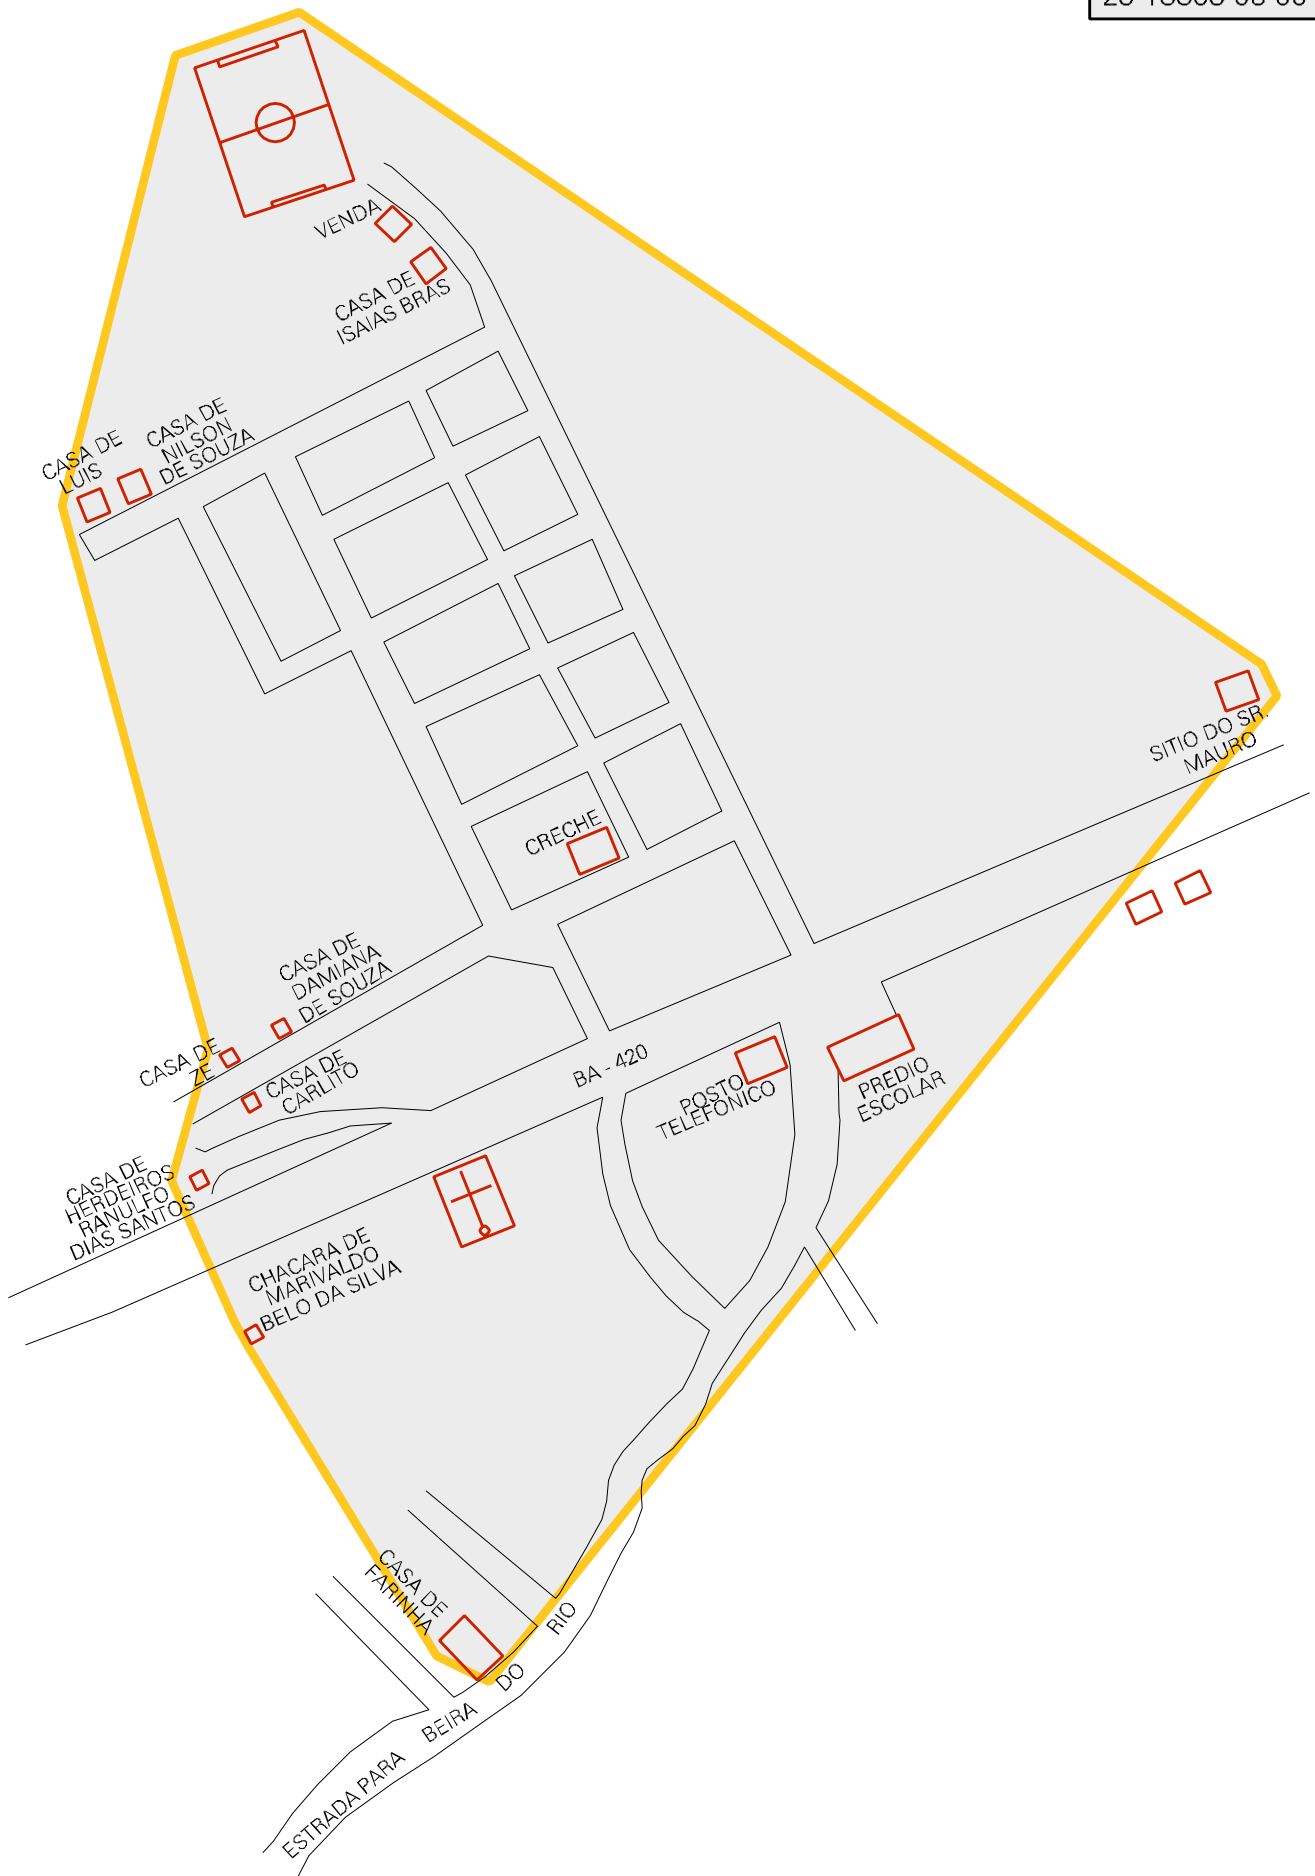 VENDA
CASA DE
ISAIAS BRAS
CASA DE
NILSON
DE SOUZA
CASA DE
LUIS
SITIO DO SR.
MAURO
CRECHE
CASA DE
DAMIANA
DE SOUZA
CASA DE
ZE
CASA DE
CARLITO
BA - 420
POSTO
TELEFONICO
PREDIO
ESCOLAR
CASA DE
HERDEIROS
RANULFO
DIAS SANTOS
CHACARA DE
MARIVALDO
BELO DA SILVA
CASA DE
FARINHA
ESTRADA PARA BEIRA DO RIO